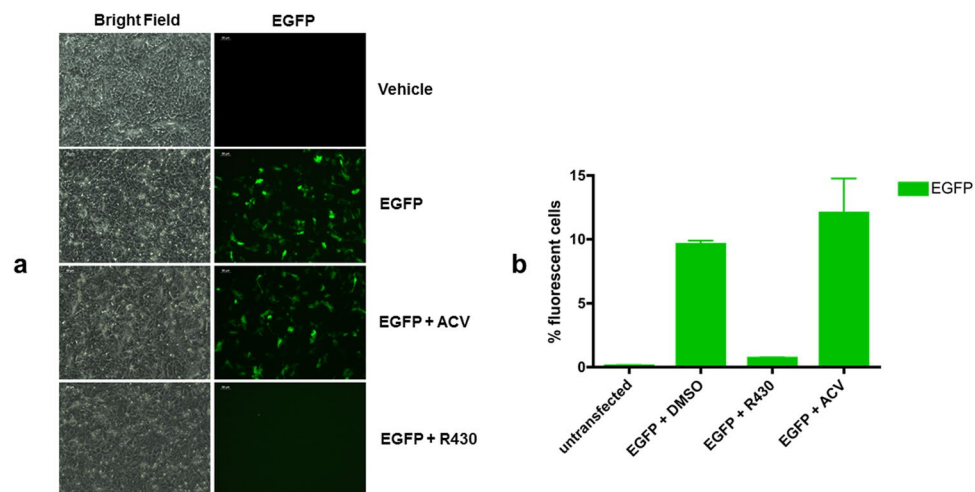 Bright Field EGFP
Vehicle
EGFP
EGFP + ACV
EGFP + R430
a
b
% fluorescent cells
15
10
5
0
untransfected
EGFP + DMSO
EGFP + R430
EGFP + ACV
EGFP